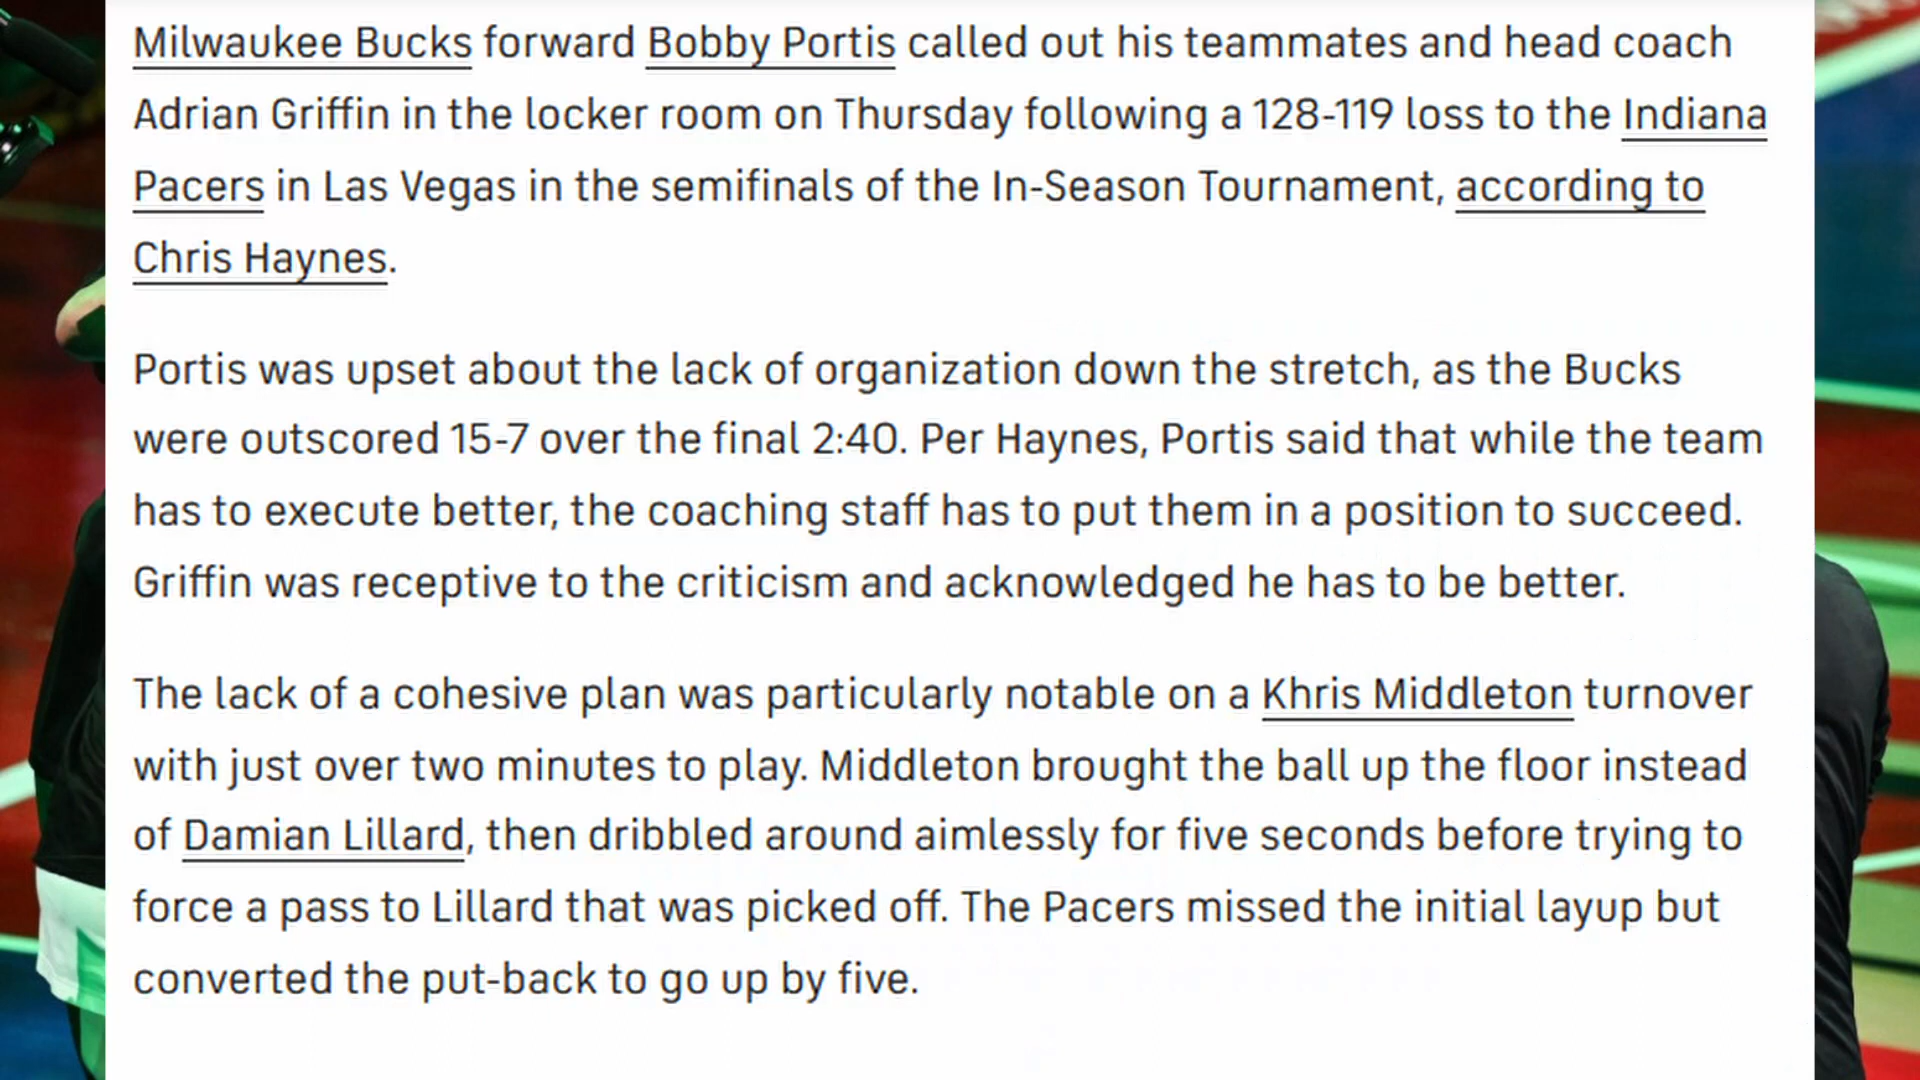 Milwaukee Bucks forward Bobby Portis called out his teammates and head coach
Adrian Griffin in the locker room on Thursday following a 128-119 loss to the Indiana
Pacers in Las Vegas in the semifinals of the In-Season Tournament, according to
Chris Haynes.
Portis was upset about the lack of organization down the stretch, as the Bucks
were outscored 15-7 over the final 2:40. Per Haynes, Portis said that while the team
has to execute better, the coaching staff has to put them in a position to succeed.
Griffin was receptive to the criticism and acknowledged he has to be better.
The lack of a cohesive plan was particularly notable on a Khris Middleton turnover
with just over two minutes to play. Middleton brought the ball up the floor instead
of Damian Lillard, then dribbled around aimlessly for five seconds before trying to
force a pass to Lillard that was picked off. The Pacers missed the initial layup but
converted the put-back to go up by five.